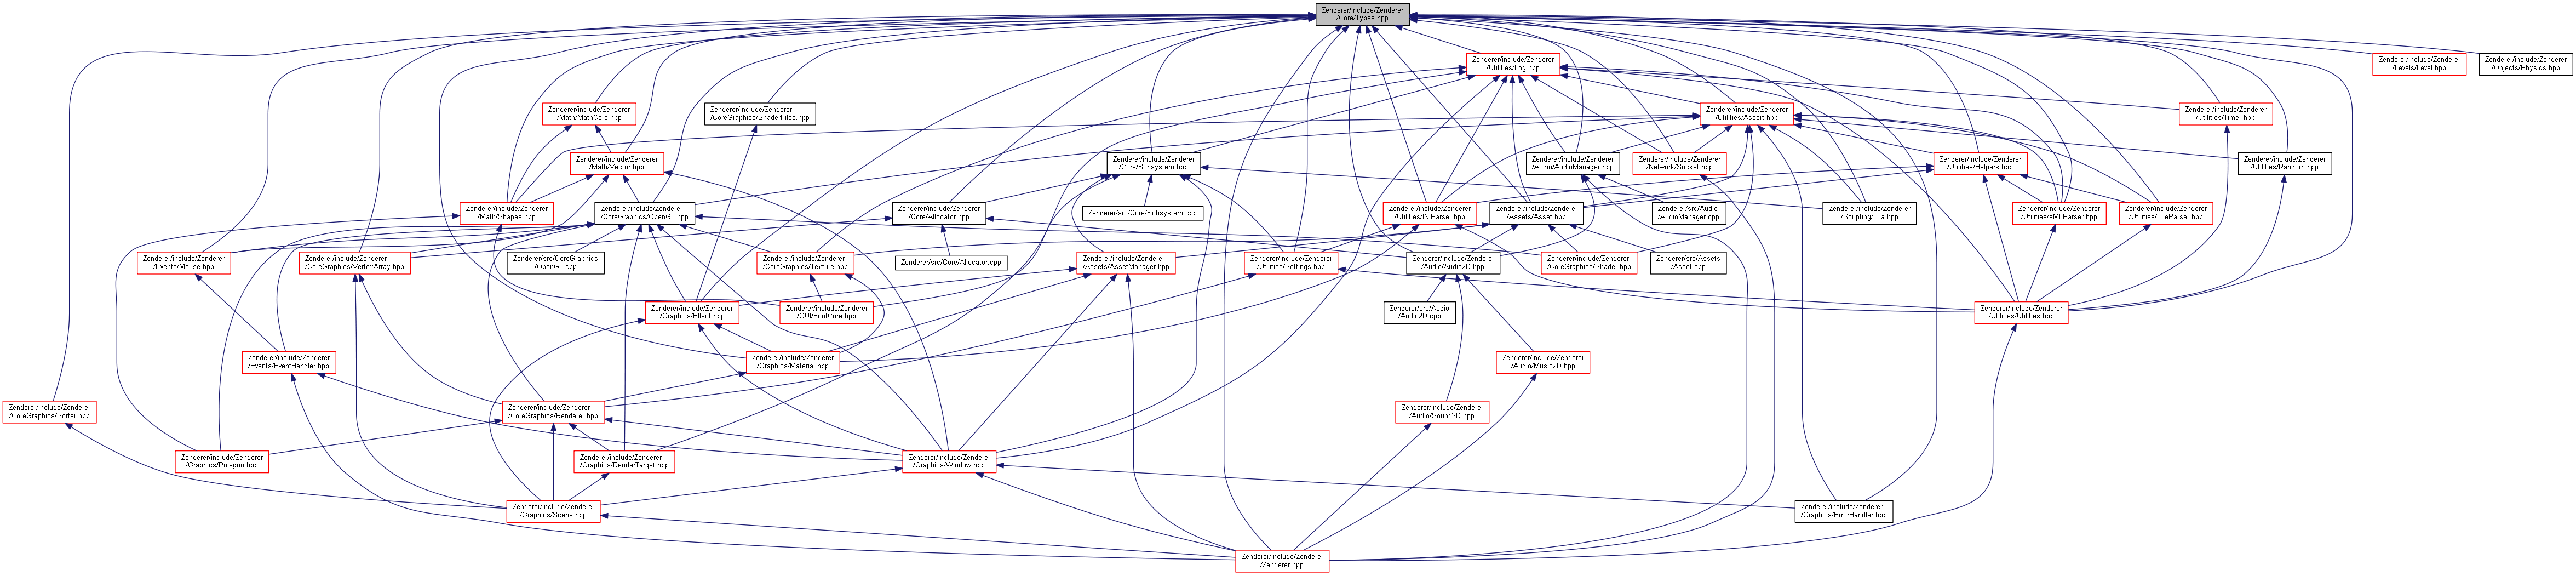 Zenderer/include/Zenderer
/Core/Types.hpp
Zenderer/include/Zenderer
/Utilities/Log.hpp
Zenderer/include/Zenderer
/Levels/Level.hpp
Zenderer/include/Zenderer
/Objects/Physics.hpp
Zenderer/include/Zenderer
/Math/MathCore.hpp
Zenderer/include/Zenderer
/CoreGraphics/ShaderFiles.hpp
Zenderer/include/Zenderer
/Utilities/Assert.hpp
Zenderer/include/Zenderer
/Utilities/Timer.hpp
Zenderer/include/Zenderer
/Math/Vector.hpp
Zenderer/include/Zenderer
/Core/Subsystem.hpp
Zenderer/include/Zenderer
/Audio/AudioManager.hpp
Zenderer/include/Zenderer
/Network/Socket.hpp
Zenderer/include/Zenderer
/Utilities/Helpers.hpp
Zenderer/include/Zenderer
/Utilities/Random.hpp
Zenderer/include/Zenderer
/Math/Shapes.hpp
Zenderer/include/Zenderer
/CoreGraphics/OpenGL.hpp
Zenderer/include/Zenderer
/Core/Allocator.hpp
Zenderer/src/Core/Subsystem.cpp
Zenderer/include/Zenderer
/Utilities/INIParser.hpp
Zenderer/include/Zenderer
/Assets/Asset.hpp
Zenderer/src/Audio
/AudioManager.cpp
Zenderer/include/Zenderer
/Scripting/Lua.hpp
Zenderer/include/Zenderer
/Utilities/XMLParser.hpp
Zenderer/include/Zenderer
/Utilities/FileParser.hpp
Zenderer/include/Zenderer
/Events/Mouse.hpp
Zenderer/include/Zenderer
/CoreGraphics/VertexArray.hpp
Zenderer/src/CoreGraphics
/OpenGL.cpp
Zenderer/include/Zenderer
/CoreGraphics/Texture.hpp
Zenderer/src/Core/Allocator.cpp
Zenderer/include/Zenderer
/Assets/AssetManager.hpp
Zenderer/include/Zenderer
/Utilities/Settings.hpp
Zenderer/include/Zenderer
/Audio/Audio2D.hpp
Zenderer/include/Zenderer
/CoreGraphics/Shader.hpp
Zenderer/src/Assets
/Asset.cpp
Zenderer/include/Zenderer
/Graphics/Effect.hpp
Zenderer/include/Zenderer
/GUI/FontCore.hpp
Zenderer/src/Audio
/Audio2D.cpp
Zenderer/include/Zenderer
/Utilities/Utilities.hpp
Zenderer/include/Zenderer
/Events/EventHandler.hpp
Zenderer/include/Zenderer
/Graphics/Material.hpp
Zenderer/include/Zenderer
/Audio/Music2D.hpp
Zenderer/include/Zenderer
/CoreGraphics/Sorter.hpp
Zenderer/include/Zenderer
/CoreGraphics/Renderer.hpp
Zenderer/include/Zenderer
/Audio/Sound2D.hpp
Zenderer/include/Zenderer
/Graphics/Polygon.hpp
Zenderer/include/Zenderer
/Graphics/RenderTarget.hpp
Zenderer/include/Zenderer
/Graphics/Window.hpp
Zenderer/include/Zenderer
/Graphics/Scene.hpp
Zenderer/include/Zenderer
/Graphics/ErrorHandler.hpp
Zenderer/include/Zenderer
/Zenderer.hpp